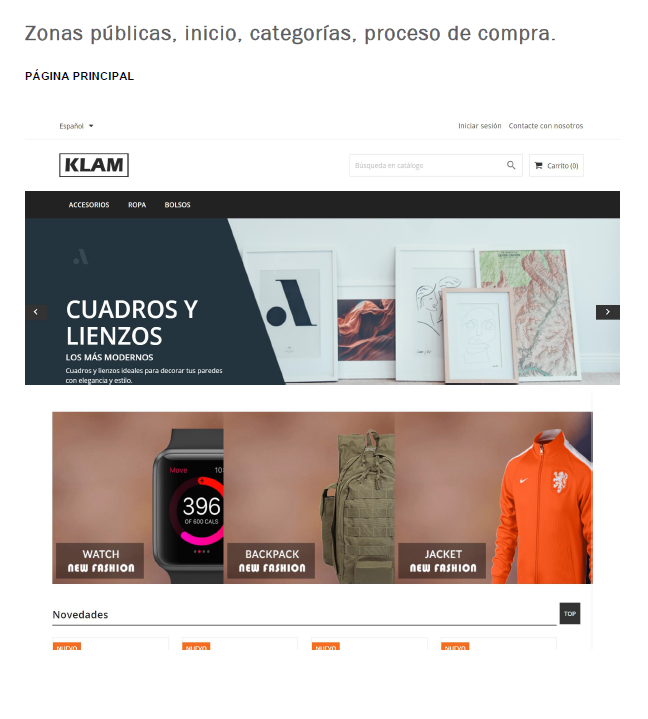 Zonas públicas, inicio, categorías, proceso de compra.
PÁGINA PRINCIPAL
Español
Iniciar sesión Contacte con nosotros
KLAM
Búsqueda en catálogo
Carrito (0)
ACCESORIOS ROPA BOLSOS
CUADROS Y
LIENZOS
LOS MÁS MODERNOS
Cuadros y lienzos ideales para decorar tus paredes
con elegancia y estilo.
Move 10:
396
OF 600 CALS
WATCH
NEW FASHION
BACKPACK
NEW FASHION
JACKET
NEW FASHION
Novedades
TOP
NUEVO NUEVO NUEVO NUEVO